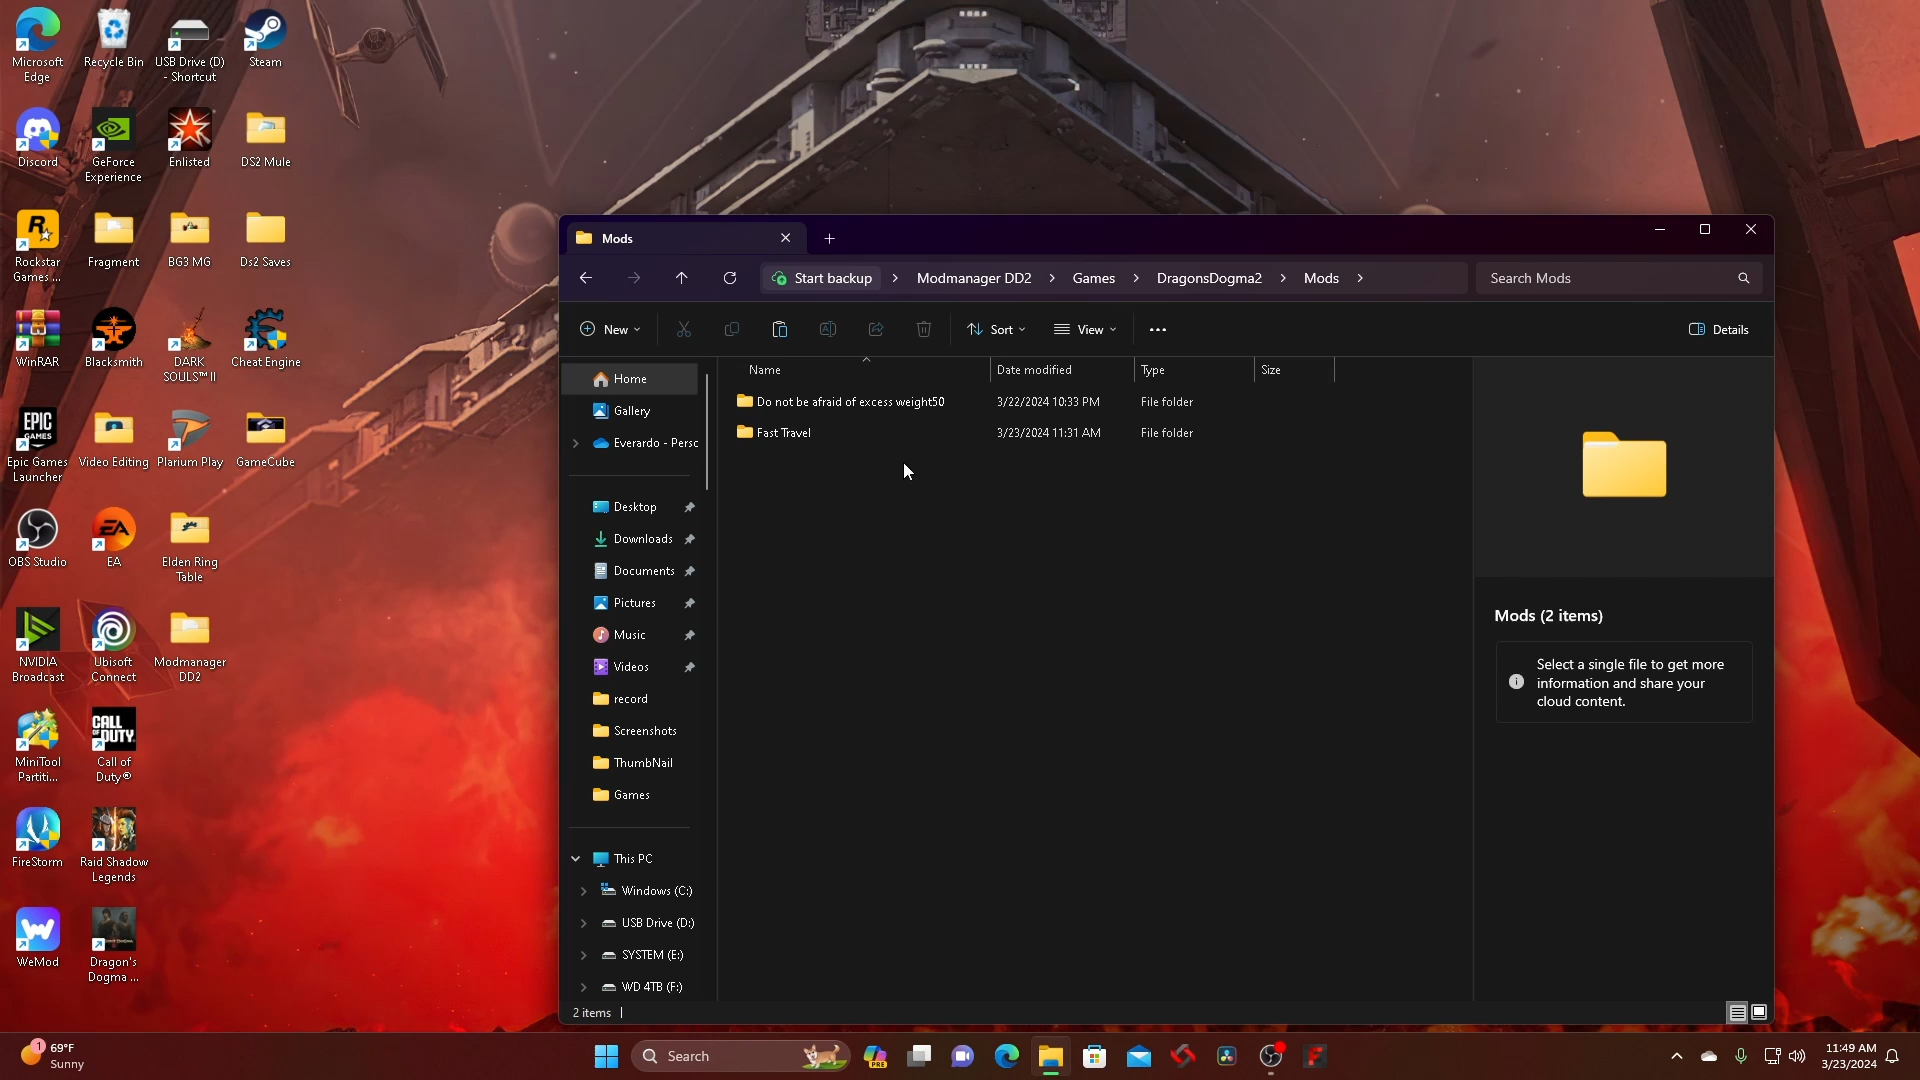 Microsoft
Edge
Recycle Bin
USB Drive (D)
- Shortcut
Steam
Discord
GeForce
Experience
Enlisted
DS2 Mule
Rockstar
Games ...
Fragment
BG3 MG
Ds2 Saves
WinRAR
Blacksmith
DARK
SOULS™ II
Cheat Engine
EPIC
GAMES
Epic Games
Launcher
Video Editing
Plarium Play
GameCube
OBS Studio
EA
EA
Elden Ring
Table
NVIDIA
Broadcast
Ubisoft
Connect
Modmanager
DD2
MiniTool
Partiti...
CALL
OF DUTY
Call of
Duty®
FireStorm
Raid Shadow
Legends
WeMod
Dragon's
Dogma ...
Mods
Start backup
Modmanager DD2
Games
DragonsDogma2
Mods
Search Mods
New
Sort
View
Details
Home
Gallery
Everardo - Persc
Desktop
Downloads
Documents
Pictures
Music
Videos
record
Screenshots
ThumbNail
Games
This PC
Windows (C:)
USB Drive (D:)
SYSTEM (E:)
WD 4TB (F:)
Name
Date modified
Type
Size
Do not be afraid of excess weight50
3/22/2024 10:33 PM
File folder
Fast Travel
3/23/2024 11:31 AM
File folder
Mods (2 items)
Select a single file to get more
information and share your
cloud content.
2 items
1
69°F
Sunny
Search
PRE
11:49 AM
3/23/2024